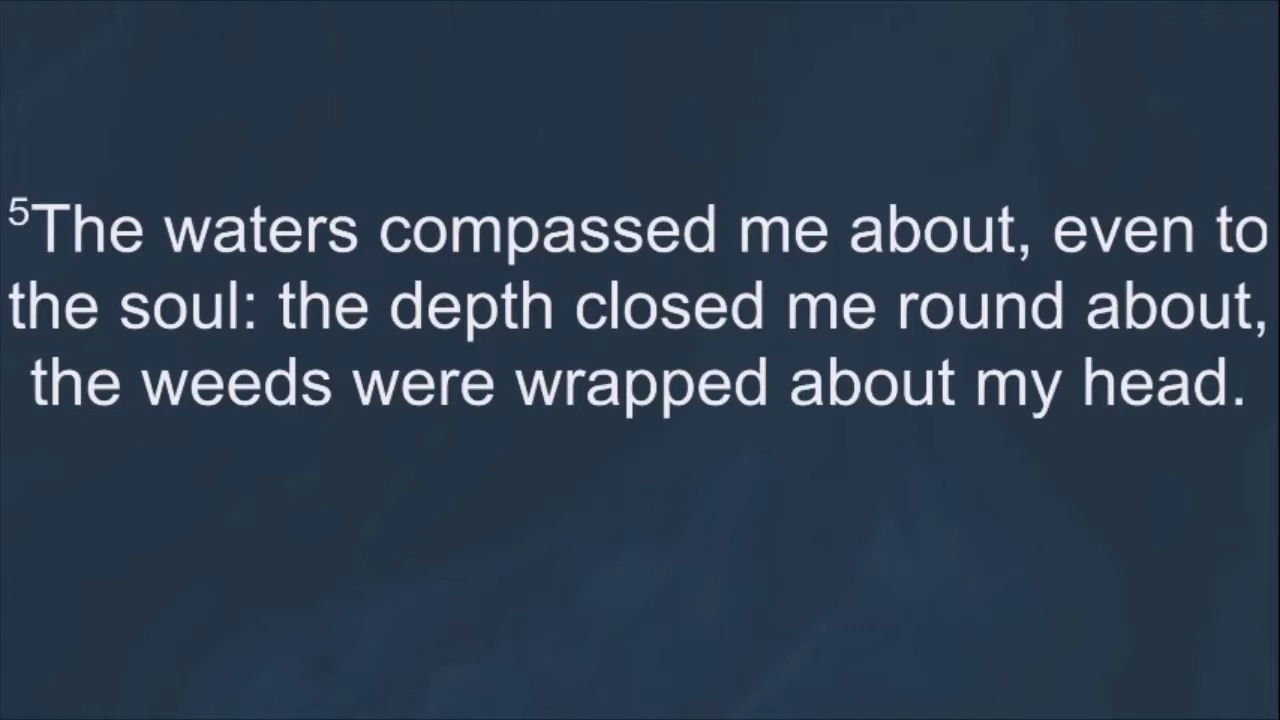 ⁵The waters compassed me about, even to
the soul: the depth closed me round about,
the weeds were wrapped about my head.